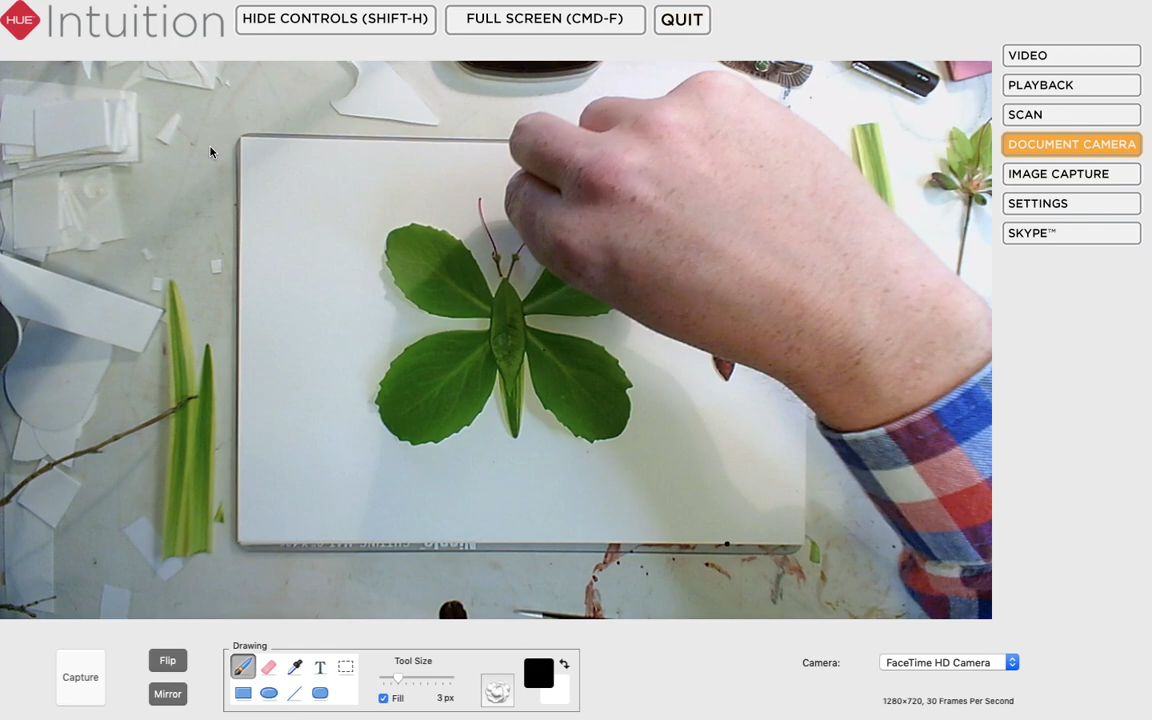 HUE Intuition
HIDE CONTROLS (SHIFT-H)
FULL SCREEN (CMD-F)
QUIT
VIDEO
PLAYBACK
SCAN
DOCUMENT CAMERA
IMAGE CAPTURE
SETTINGS
SKYPE™
Capture
Flip
Mirror
Drawing
T
Tool Size
Fill
3 px
Camera:
FaceTime HD Camera
1280×720, 30 Frames Per Second